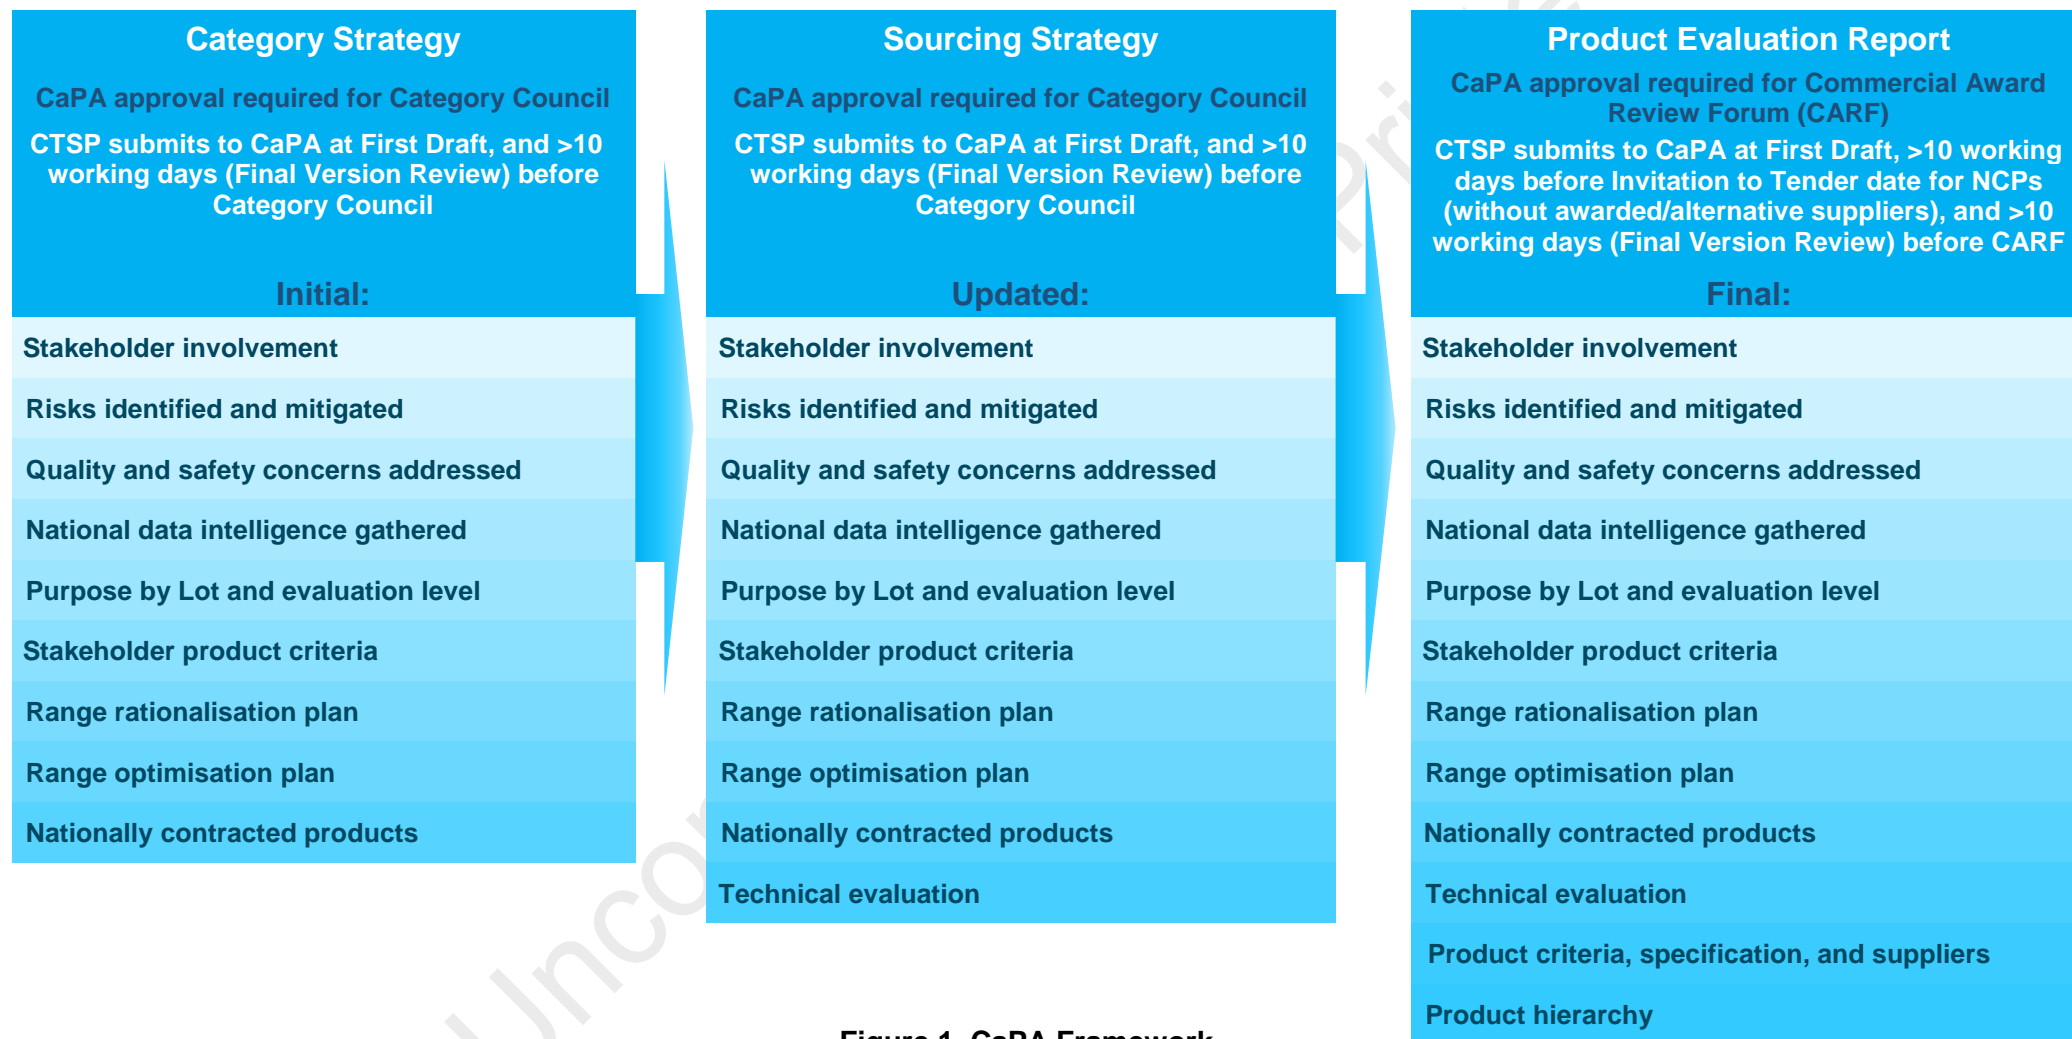 Category Strategy
CaPA approval required for Category Council
CTSP submits to CaPA at First Draft, and >10
working days (Final Version Review) before
Category Council
Initial:
Stakeholder involvement
Risks identified and mitigated
Quality and safety concerns addressed
National data intelligence gathered
Purpose by Lot and evaluation level
Stakeholder product criteria
Range rationalisation plan
Range optimisation plan
Nationally contracted products
Sourcing Strategy
CaPA approval required for Category Council
CTSP submits to CaPA at First Draft, and >10
working days (Final Version Review) before
Category Council
Updated:
Stakeholder involvement
Risks identified and mitigated
Quality and safety concerns addressed
National data intelligence gathered
Purpose by Lot and evaluation level
Stakeholder product criteria
Range rationalisation plan
Range optimisation plan
Nationally contracted products
Technical evaluation
Product Evaluation Report
CaPA approval required for Commercial Award
Review Forum (CARF)
CTSP submits to CaPA at First Draft, >10 working
days before Invitation to Tender date for NCPs
(without awarded/alternative suppliers), and >10
working days (Final Version Review) before CARF
Final:
Stakeholder involvement
Risks identified and mitigated
Quality and safety concerns addressed
National data intelligence gathered
Purpose by Lot and evaluation level
Stakeholder product criteria
Range rationalisation plan
Range optimisation plan
Nationally contracted products
Technical evaluation
Product criteria, specification, and suppliers
Product hierarchy
Figure 1. CaPA Framework